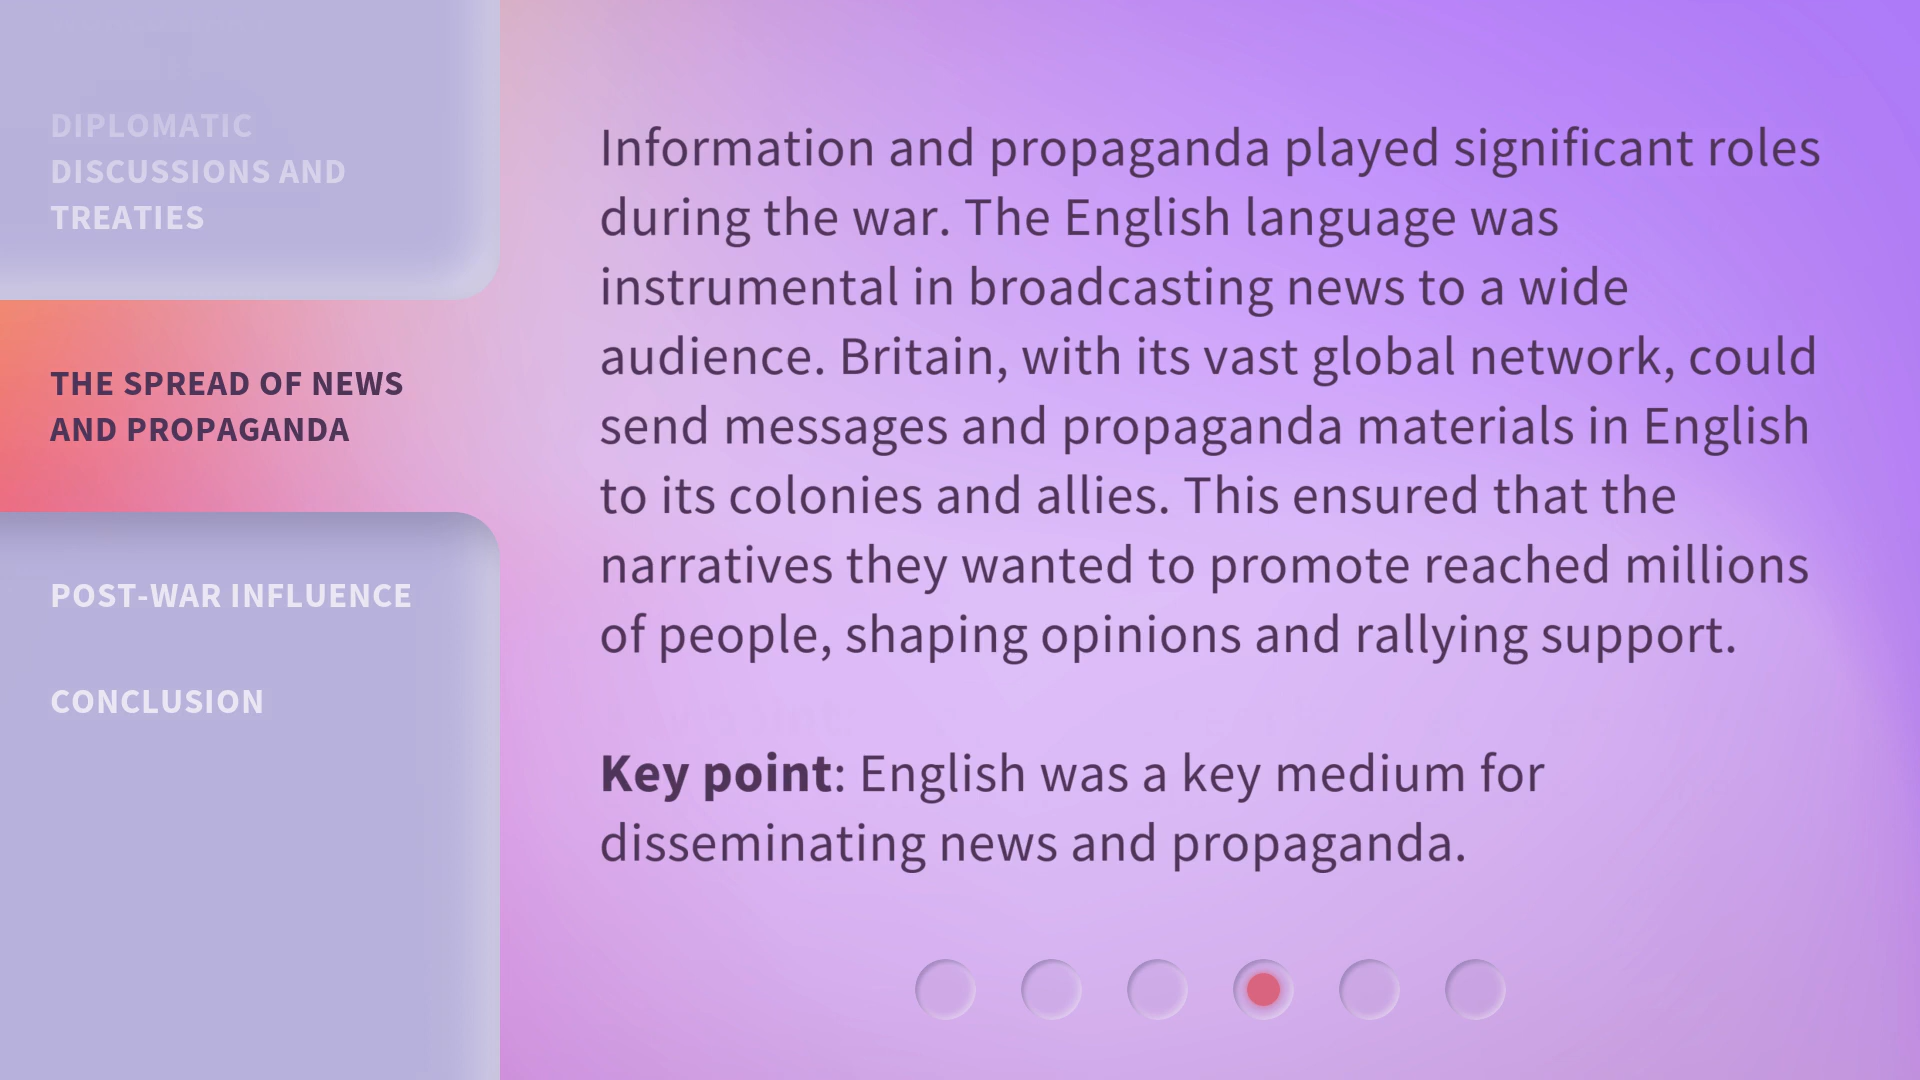 DIPLOMATIC
DISCUSSIONS AND
TREATIES
THE SPREAD OF NEWS
AND PROPAGANDA
POST-WAR INFLUENCE
CONCLUSION
Information and propaganda played significant roles
during the war. The English language was
instrumental in broadcasting news to a wide
audience. Britain, with its vast global network, could
send messages and propaganda materials in English
to its colonies and allies. This ensured that the
narratives they wanted to promote reached millions
of people, shaping opinions and rallying support.
Key point: English was a key medium for
disseminating news and propaganda.